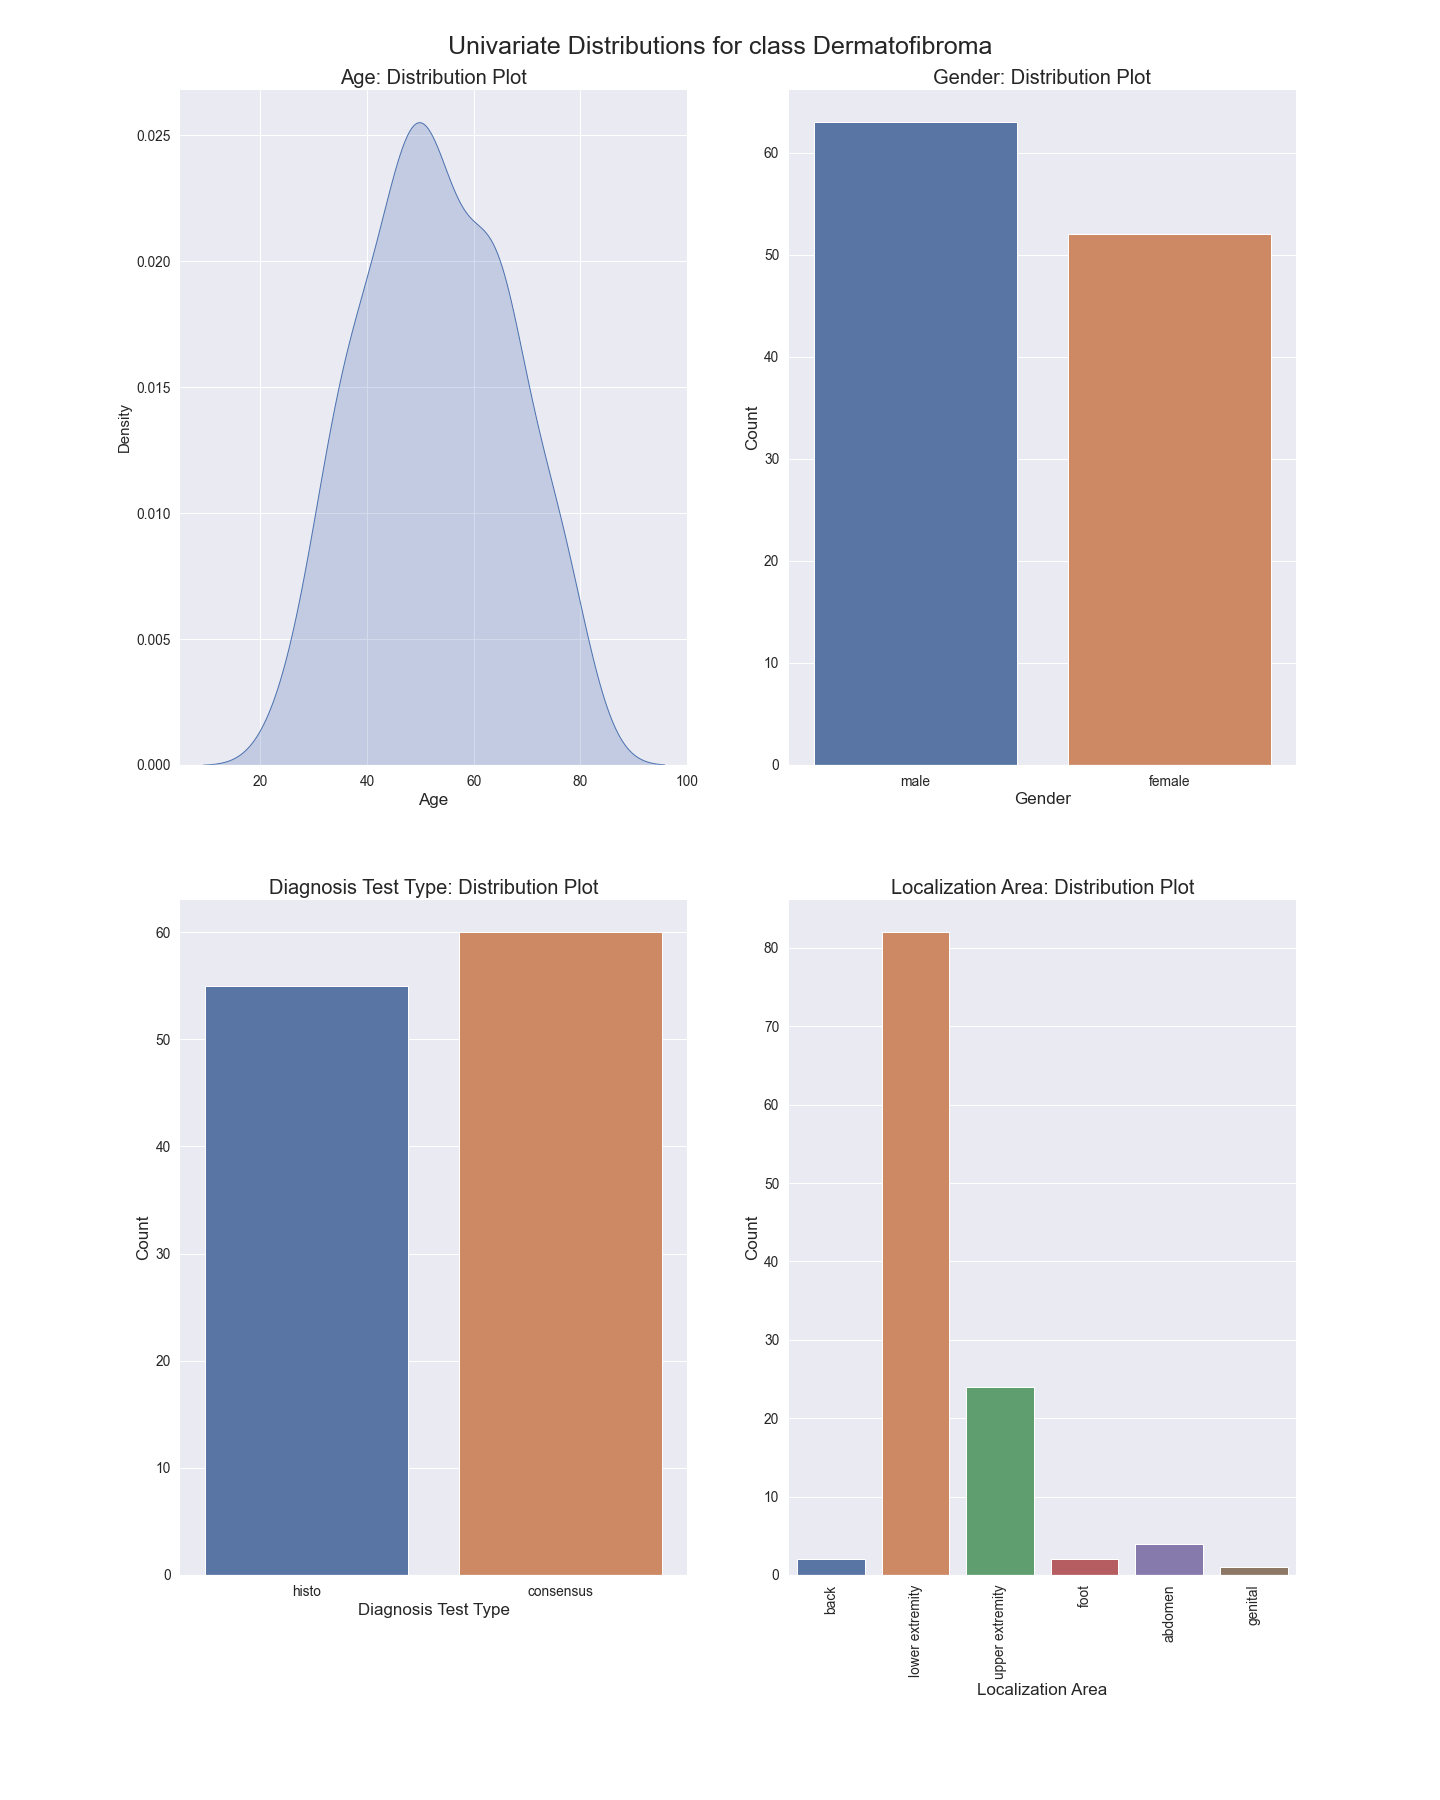 Univariate Distributions for class Dermatofibroma
Age: Distribution Plot
0.025
0.020
0.015
0.010
0.005
0.000
Density
20 40 60 80 100
Age
Gender: Distribution Plot
60
50
40
30
20
10
0
Count
male female
Gender
Diagnosis Test Type: Distribution Plot
60
50
40
30
20
10
0
Count
histo consensus
Diagnosis Test Type
Localization Area: Distribution Plot
80
70
60
50
40
30
20
10
0
Count
back
lower extremity
upper extremity
foot
abdomen
genital
Localization Area